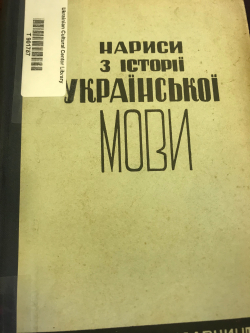 Ukrainian Cultural Center Library
НАРИСИ
З ІСТОРІЇ
УКРАЇНСЬКОЇ
МОВИ